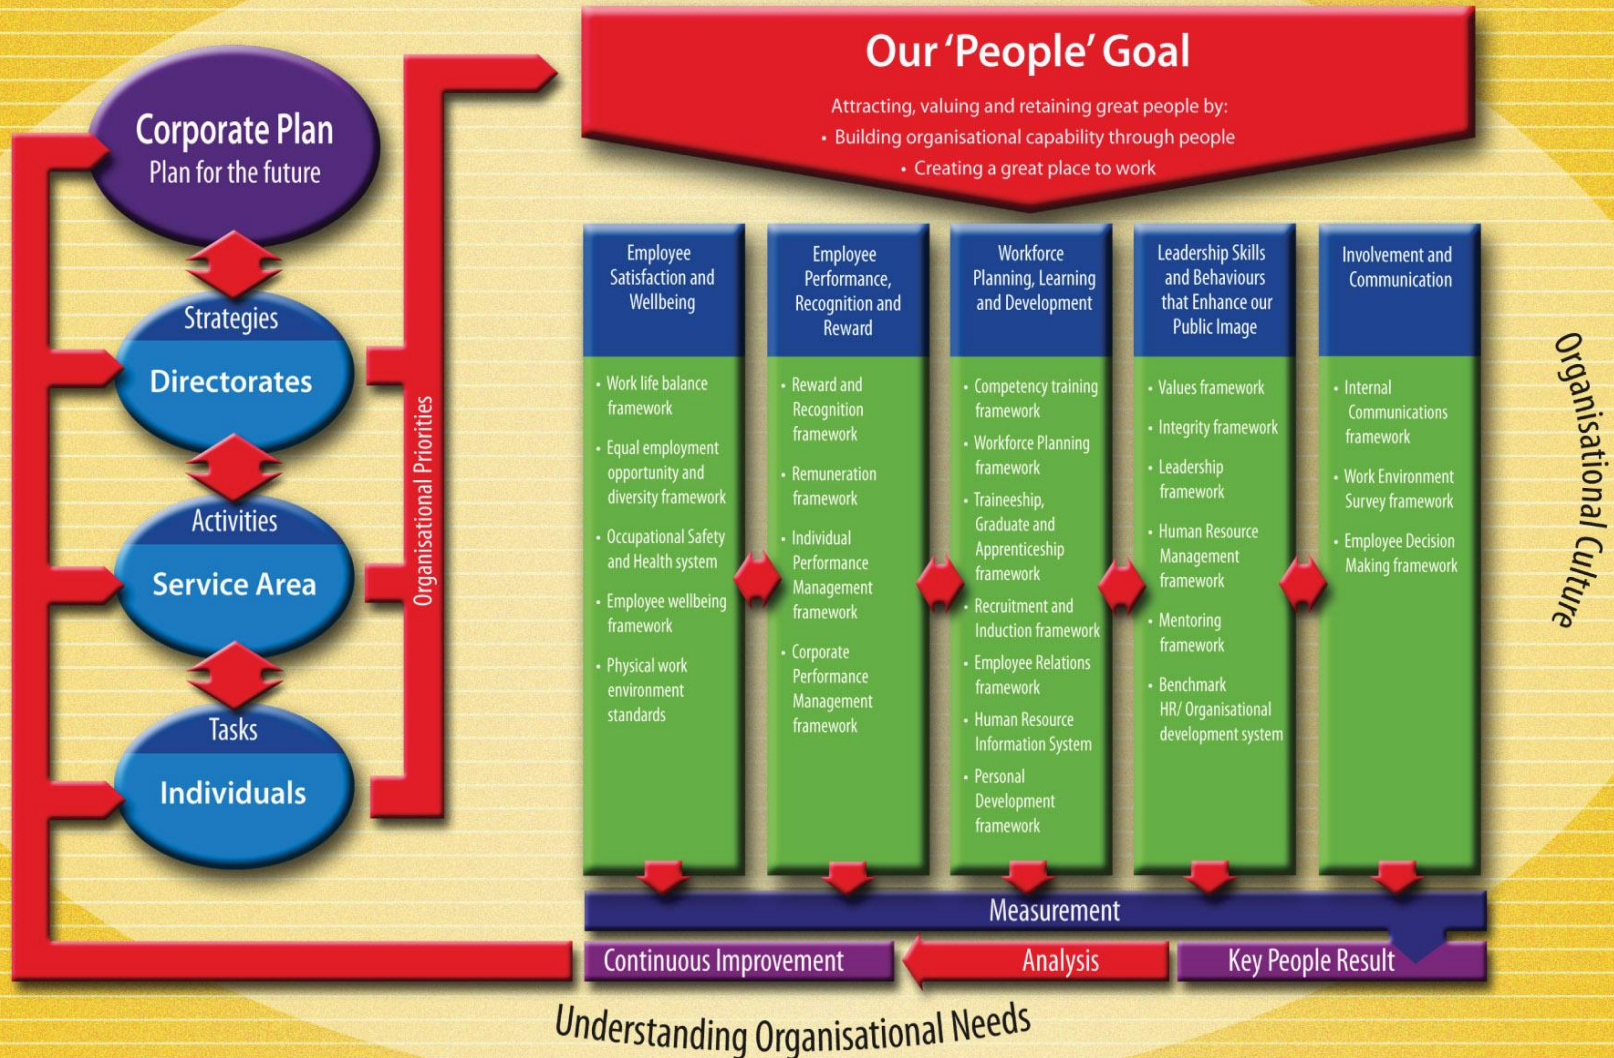 Corporate Plan
Plan for the future
Strategies
Directorates
Activities
Service Area
Tasks
Individuals
Organisational Priorities
Our 'People' Goal
Attracting, valuing and retaining great people by:
• Building organisational capability through people
• Creating a great place to work
Employee
Satisfaction and
Wellbeing
• Work life balance
framework
• Equal employment
opportunity and
diversity framework
• Occupational Safety
and Health system
• Employee wellbeing
framework
• Physical work
environment
standards
Employee
Performance,
Recognition and
Reward
• Reward and
Recognition
framework
• Remuneration
framework
• Individual
Performance
Management
framework
• Corporate
Performance
Management
framework
Workforce
Planning, Learning
and Development
• Competency training
framework
• Workforce Planning
framework
• Traineeship,
Graduate and
Apprenticeship
framework
• Recruitment and
Induction framework
• Employee Relations
framework
• Human Resource
Information System
• Personal
Development
framework
Leadership Skills
and Behaviours
that Enhance our
Public Image
• Values framework
• Integrity framework
• Leadership
framework
• Human Resource
Management
framework
• Mentoring
framework
• Benchmark
HR/ Organisational
development system
Involvement and
Communication
• Internal
Communications
framework
• Work Environment
Survey framework
• Employee Decision
Making framework
Organisational Culture
Measurement
Continuous Improvement
Analysis
Key People Result
Understanding Organisational Needs